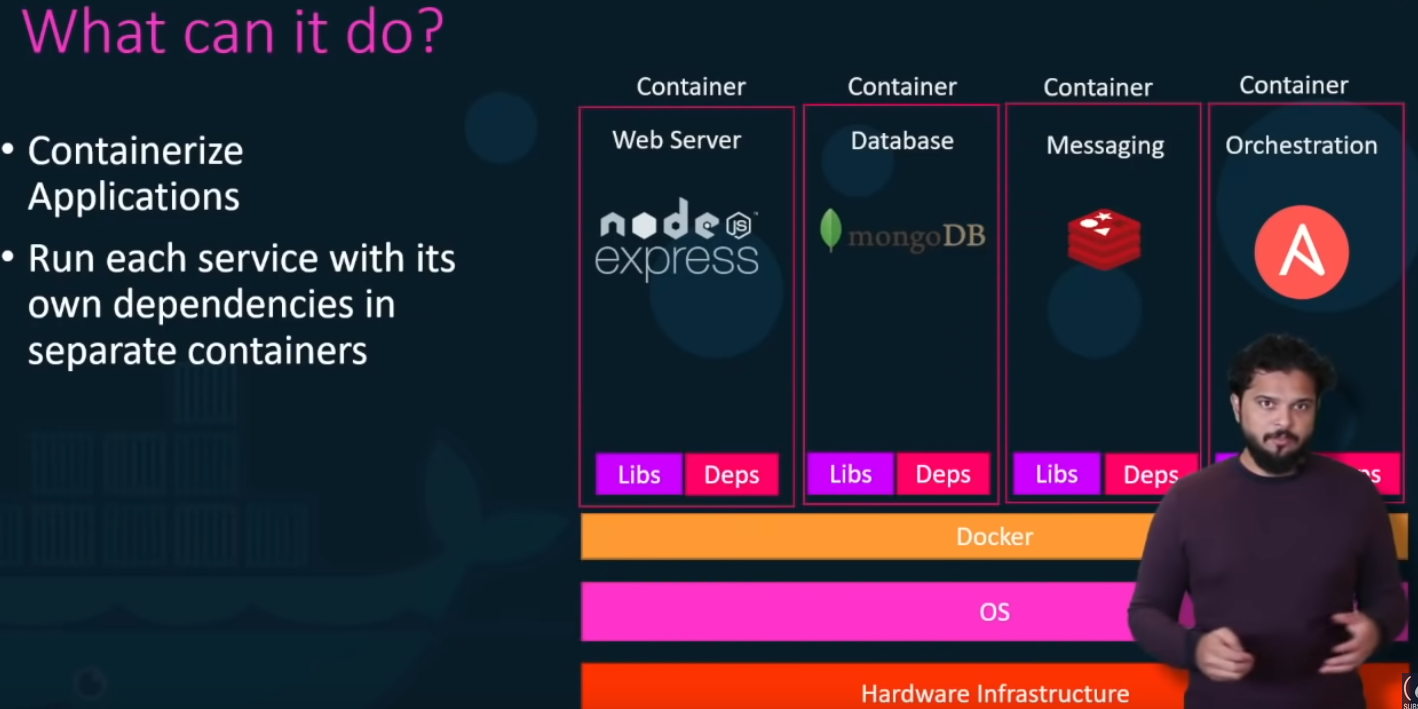 What can it do?
• Containerize
Applications
• Run each service with its
own dependencies in
separate containers
Container
Container
Container
Container
Web Server
Database
Messaging
Orchestration
node JS
express
mongoDB
Libs
Deps
Libs
Deps
Libs
Deps
Docker
OS
Hardware Infrastructure